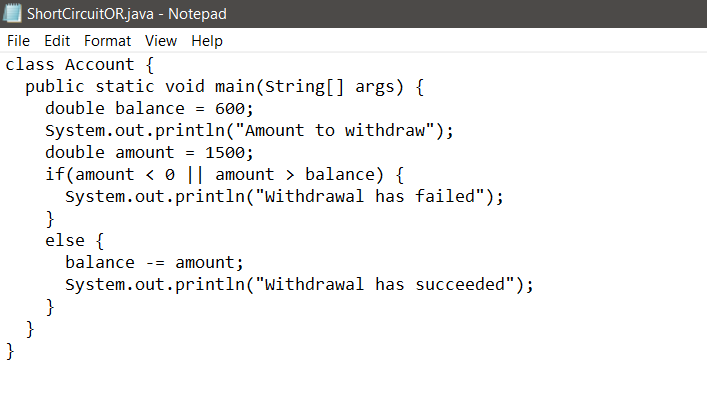 ShortCircuitOR.java - Notepad
File Edit Format View Help
class Account {
  public static void main(String[] args) {
    double balance = 600;
    System.out.println("Amount to withdraw");
    double amount = 1500;
    if(amount < 0 || amount > balance) {
      System.out.println("Withdrawal has failed");
    }
    else {
      balance -= amount;
      System.out.println("Withdrawal has succeeded");
    }
  }
}